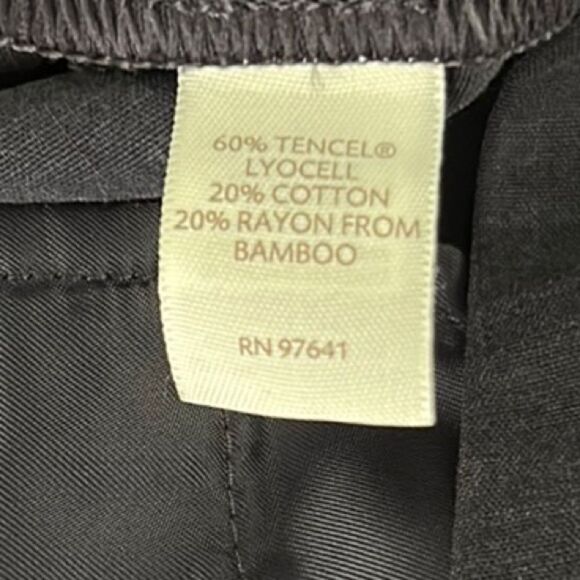 60% TENCEL®
LYOCELL
20% COTTON
20% RAYON FROM
BAMBOO
RN 97641